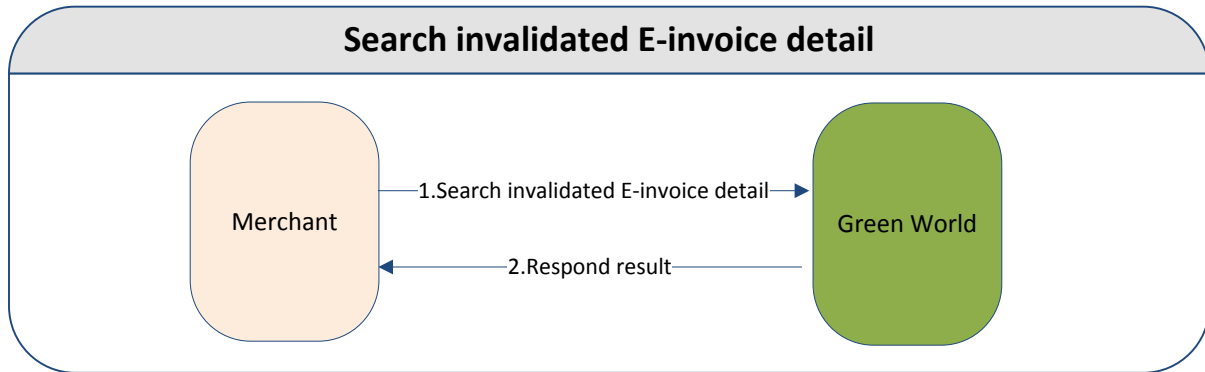 Search invalidated E-invoice detail
1.Search invalidated E-invoice detail
Merchant
Green World
2.Respond result